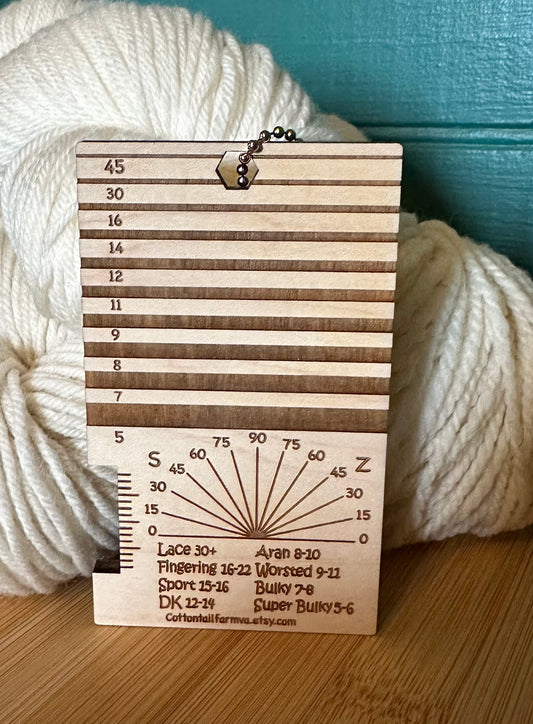 45
30
16
14
12
11
9
8
7
5
S 45 60 75 90 75 60 45 Z
30 30
15 15
0 0
Lace 30+ Aran 8-10
Fingering 16-22 Worsted 9-11
Sport 15-16 Bulky 7-8
DK 12-14 Super Bulky 5-6
Cottontailfarmva.etsy.com